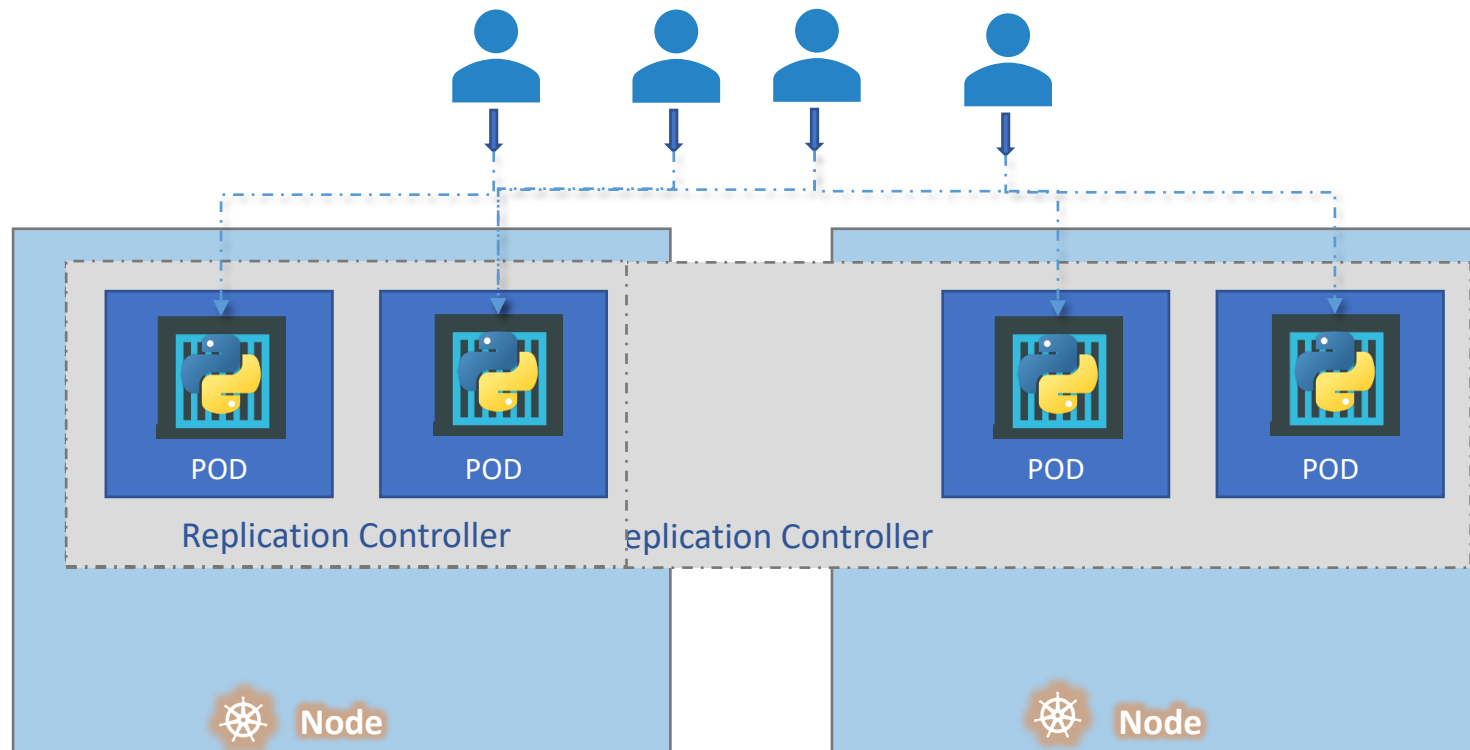 POD
POD
POD
POD
Replication Controller
eplication Controller
Node
Node